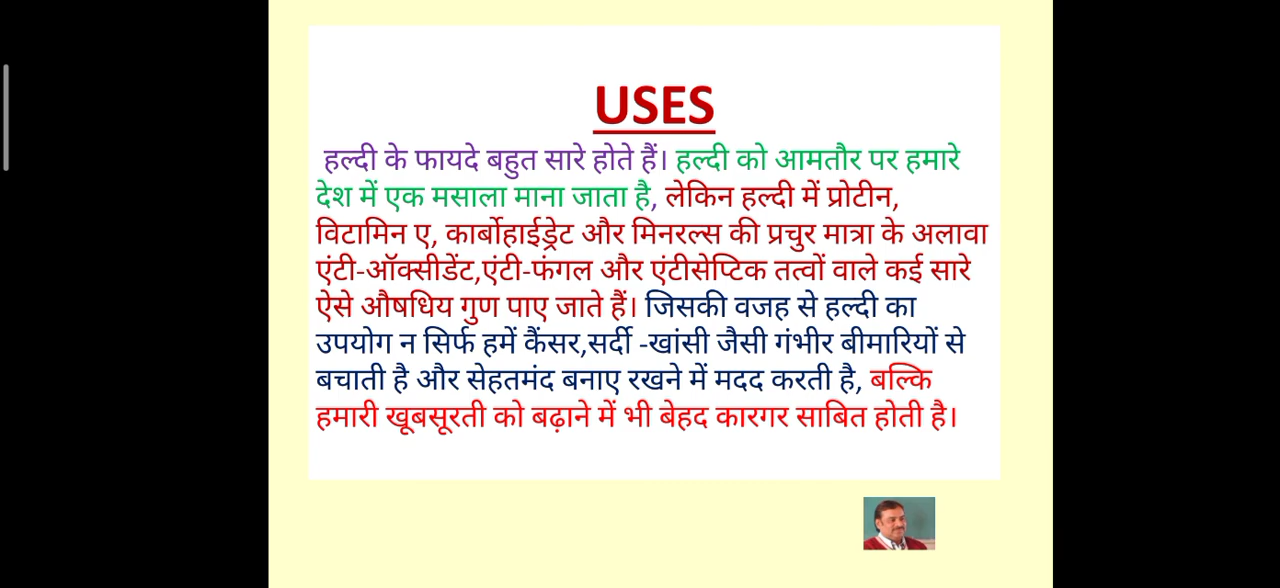 USES
हल्दी के फायदे बहुत सारे होते हैं। हल्दी को आमतौर पर हमारे
देश में एक मसाला माना जाता है, लेकिन हल्दी में प्रोटीन,
विटामिन ए, कार्बोहाईड्रेट और मिनरल्स की प्रचुर मात्रा के अलावा
एंटी-ऑक्सीडेंट,एंटी-फंगल और एंटीसेप्टिक तत्वों वाले कई सारे
ऐसे औषधिय गुण पाए जाते हैं। जिसकी वजह से हल्दी का
उपयोग न सिर्फ हमें कैंसर,सर्दी -खांसी जैसी गंभीर बीमारियों से
बचाती है और सेहतमंद बनाए रखने में मदद करती है, बल्कि
हमारी खूबसूरती को बढ़ाने में भी बेहद कारगर साबित होती है।